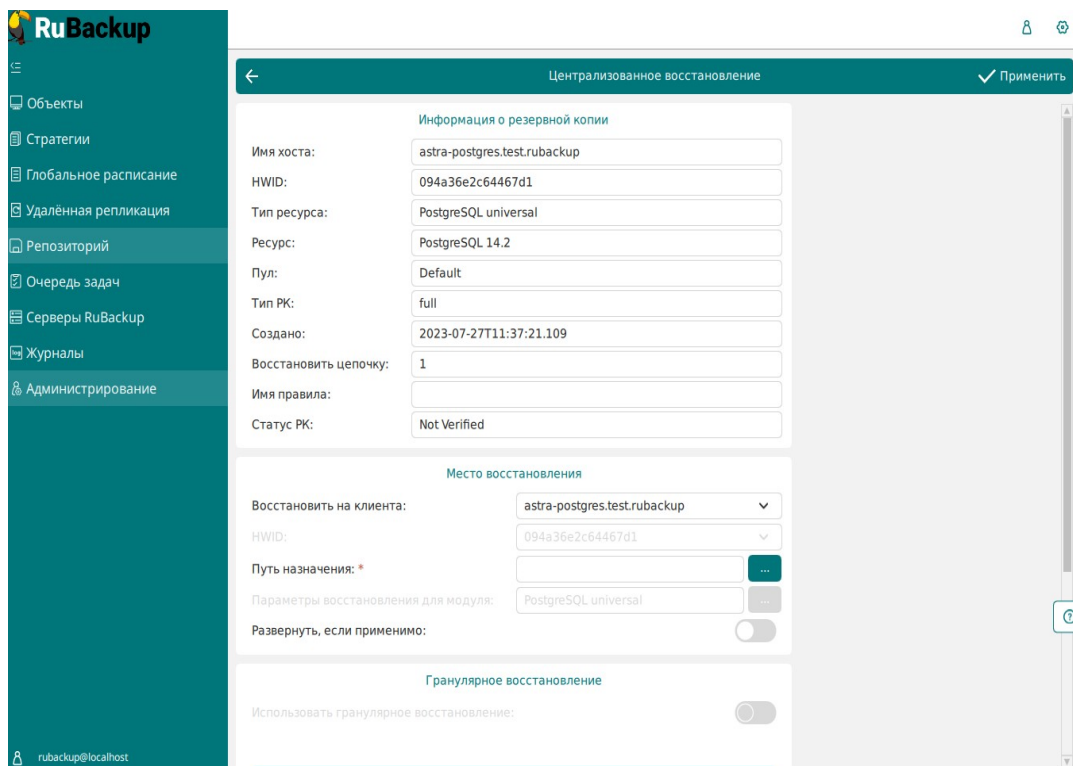 RuBackup
Объекты
Стратегии
Глобальное расписание
Удалённая репликация
Репозиторий
Очередь задач
Серверы RuBackup
Журналы
Администрирование
rubackup@localhost
Централизованное восстановление
Применить
Информация о резервной копии
Имя хоста: astra-postgres.test.rubackup
HWID: 094a36e2c64467d1
Тип ресурса: PostgreSQL universal
Ресурс: PostgreSQL 14.2
Пул: Default
Тип РК: full
Создано: 2023-07-27T11:37:21.109
Восстановить цепочку: 1
Имя правила:
Статус РК: Not Verified
Место восстановления
Восстановить на клиента: astra-postgres.test.rubackup
HWID: 094a36e2c64467d1
Путь назначения: * ...
Параметры восстановления для модуля: PostgreSQL universal ...
Развернуть, если применимо:
Гранулярное восстановление
Использовать гранулярное восстановление: